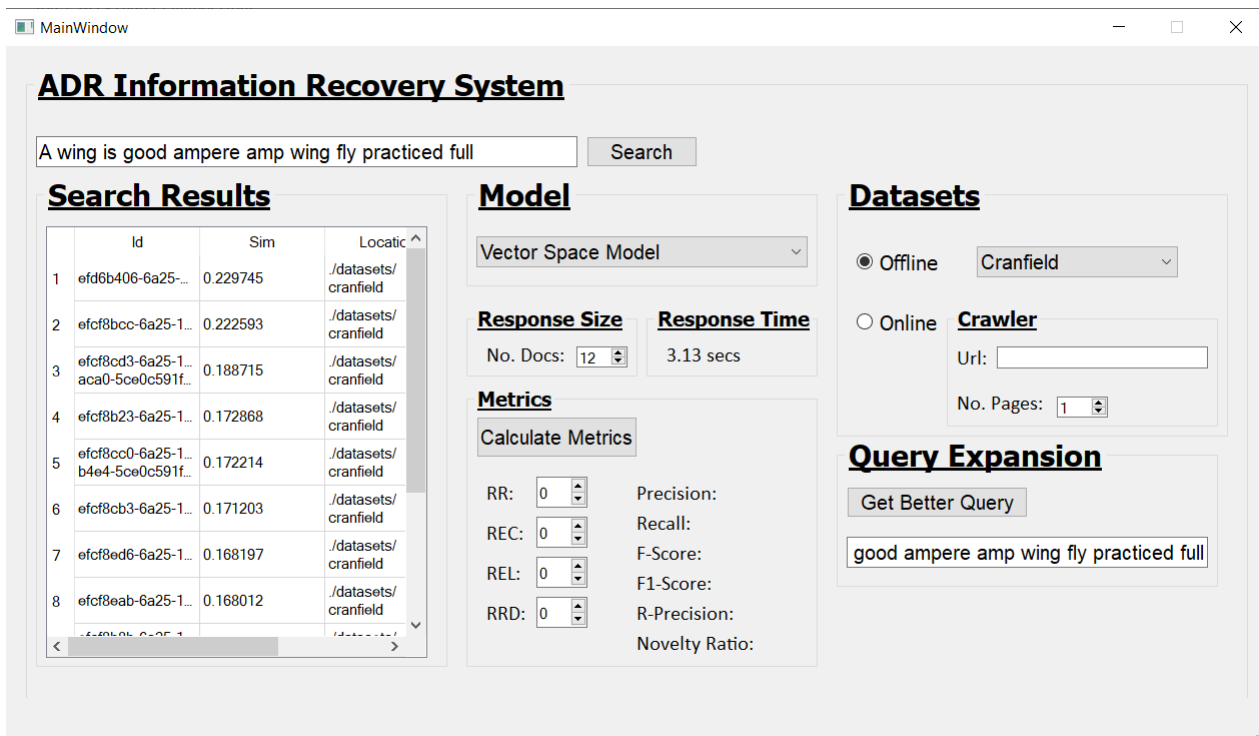 MainWindow
ADR Information Recovery System
A wing is good ampere amp wing fly practiced full
Search
Search Results
Id Sim Locatic
1 efd6b406-6a25-... 0.229745 ./datasets/
cranfield
2 efcf8bcc-6a25-1... 0.222593 ./datasets/
cranfield
3 efcf8cd3-6a25-1... 0.188715 ./datasets/
aca0-5ce0c591f... cranfield
4 efcf8b23-6a25-1... 0.172868 ./datasets/
cranfield
5 efcf8cc0-6a25-1... 0.172214 ./datasets/
b4e4-5ce0c591f... cranfield
6 efcf8cb3-6a25-1... 0.171203 ./datasets/
cranfield
7 efcf8ed6-6a25-1... 0.168197 ./datasets/
cranfield
8 efcf8eab-6a25-1... 0.168012 ./datasets/
cranfield
Model
Vector Space Model
Response Size
No. Docs: 12
Response Time
3.13 secs
Metrics
Calculate Metrics
RR: 0
REC: 0
REL: 0
RRD: 0
Precision:
Recall:
F-Score:
F1-Score:
R-Precision:
Novelty Ratio:
Datasets
Offline Cranfield
Online
Crawler
Url:
No. Pages: 1
Query Expansion
Get Better Query
good ampere amp wing fly practiced full